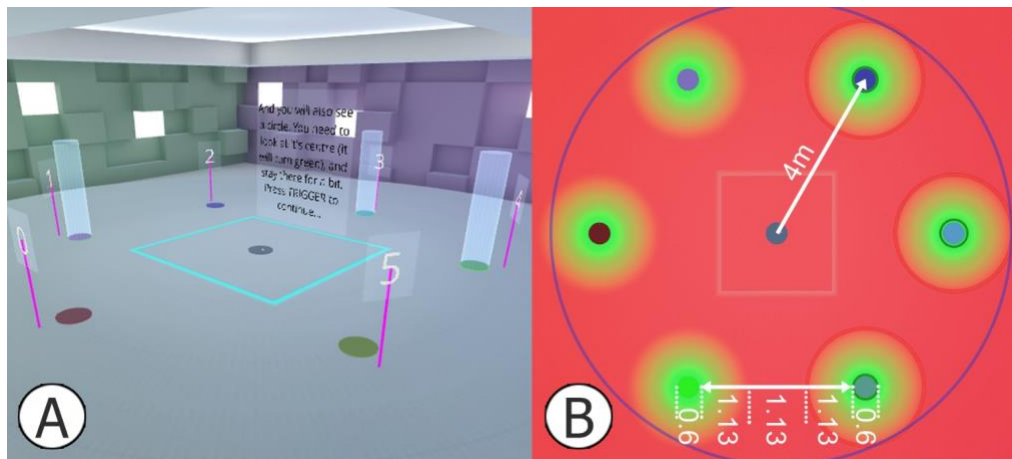 And you will also see
a circle. You need to
look at it's centre (it
will turn green), and
stay there for a bit.
Press TRIGGER to
continue...
0
1
2
3
5
A
4m
0.6
1.13
1.13
1.13
0.6
B